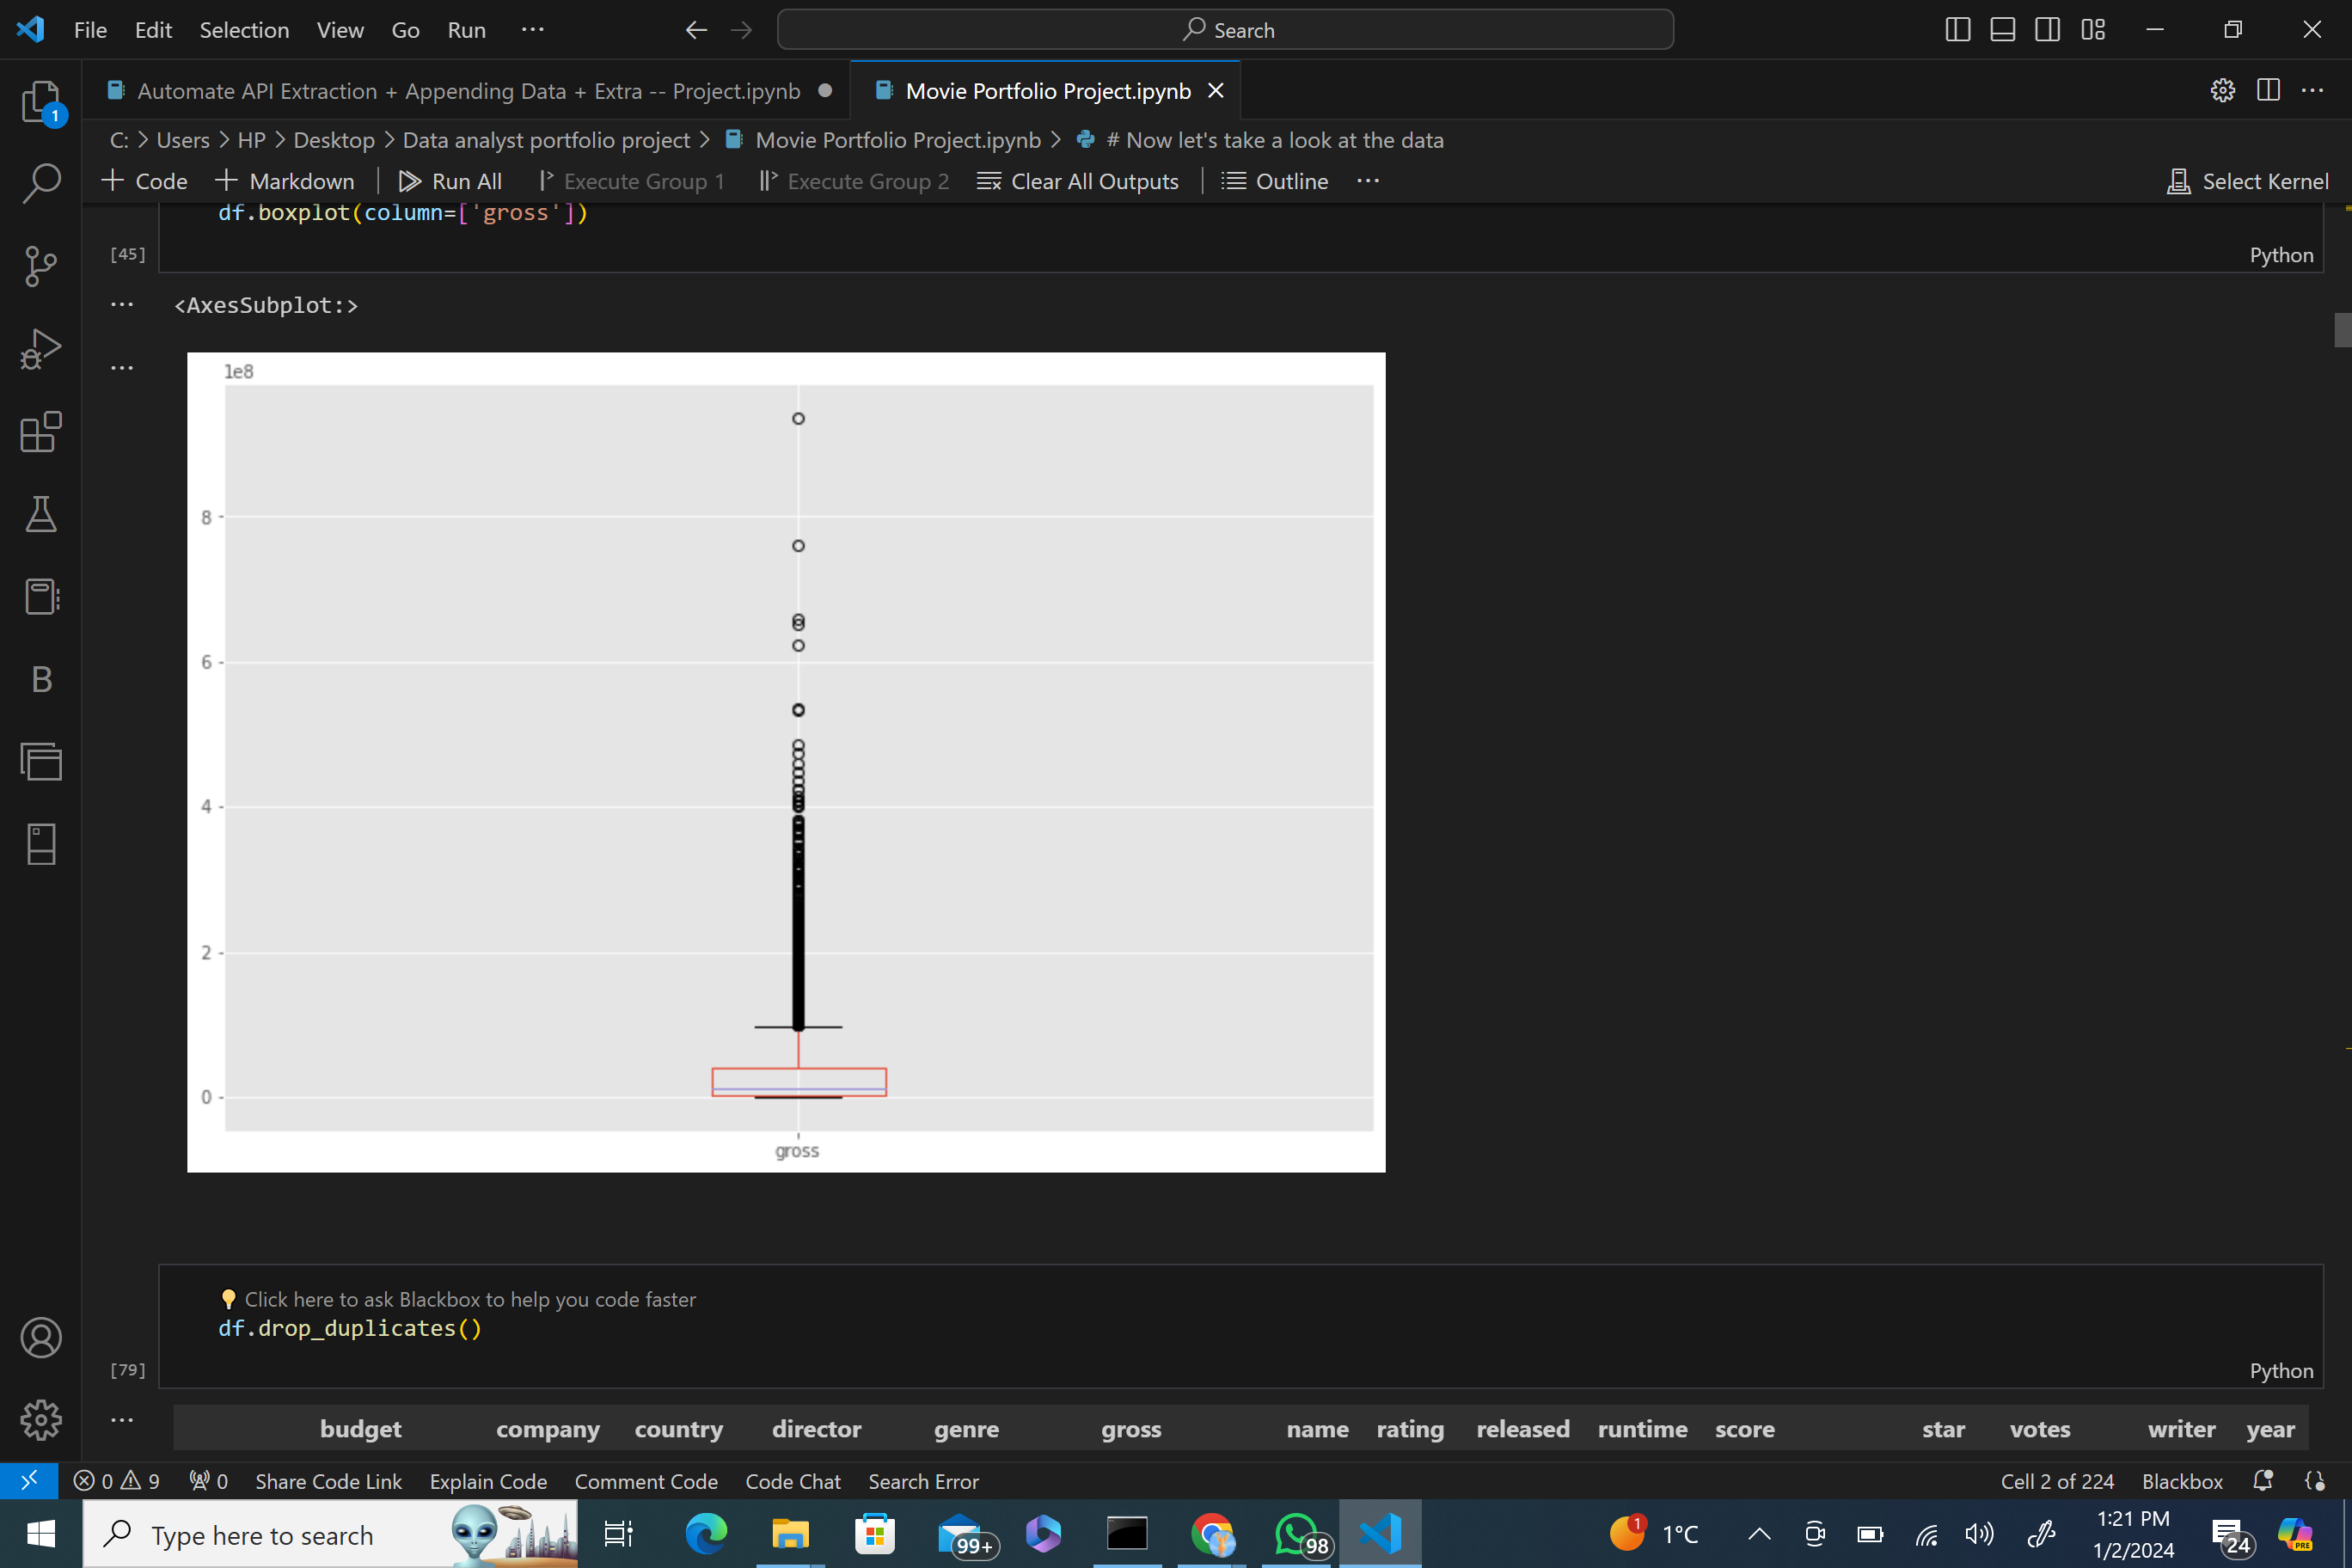 File Edit Selection View Go Run ··· Search
1 Automate API Extraction + Appending Data + Extra -- Project.ipynb Movie Portfolio Project.ipynb
C: > Users > HP > Desktop > Data analyst portfolio project > Movie Portfolio Project.ipynb > # Now let's take a look at the data
+ Code + Markdown | Run All Execute Group 1 Execute Group 2 Clear All Outputs | Outline ··· Select Kernel
df.boxplot(column=['gross'])
[45] Python
<AxesSubplot:>
1e8
8
6
4
2
0
gross
Click here to ask Blackbox to help you code faster
df.drop_duplicates()
[79] Python
budget company country director genre gross name rating released runtime score star votes writer year
0 9 0 Share Code Link Explain Code Comment Code Code Chat Search Error Cell 2 of 224 Blackbox
Type here to search 99+ 98 1 1°C 1:21 PM 24 PRE
1/2/2024
B